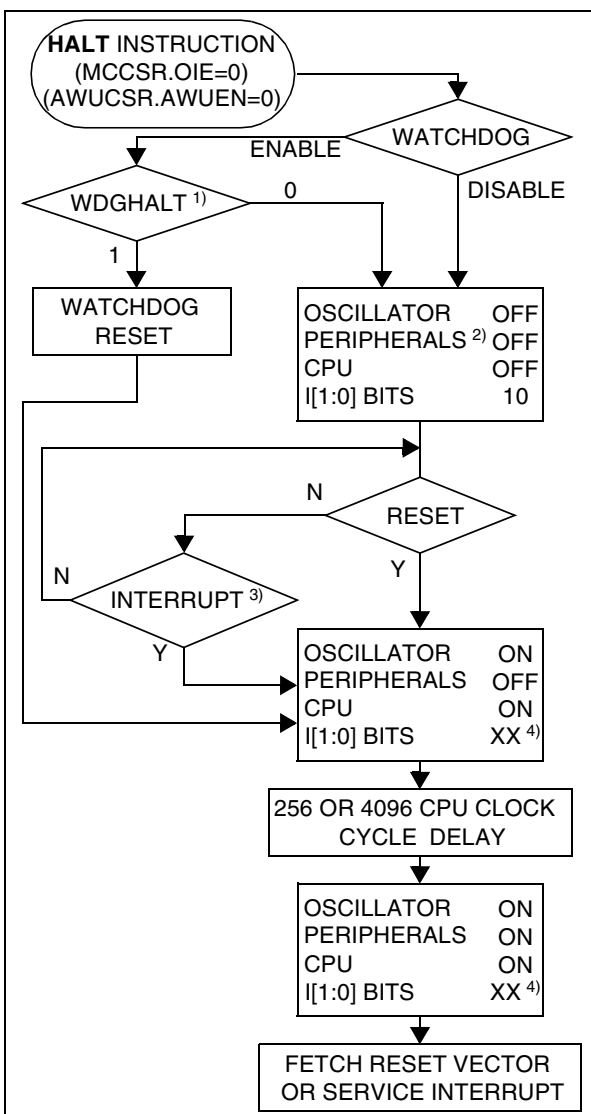 HALT INSTRUCTION
(MCCSR.OIE=0)
(AWUCSR.AWUEN=0)
WATCHDOG
ENABLE
DISABLE
WDGHALT 1)
0
1
WATCHDOG
RESET
OSCILLATOR OFF
PERIPHERALS 2) OFF
CPU OFF
I[1:0] BITS 10
RESET
N
Y
INTERRUPT 3)
N
Y
OSCILLATOR ON
PERIPHERALS OFF
CPU ON
I[1:0] BITS XX 4)
256 OR 4096 CPU CLOCK
CYCLE DELAY
OSCILLATOR ON
PERIPHERALS ON
CPU ON
I[1:0] BITS XX 4)
FETCH RESET VECTOR
OR SERVICE INTERRUPT